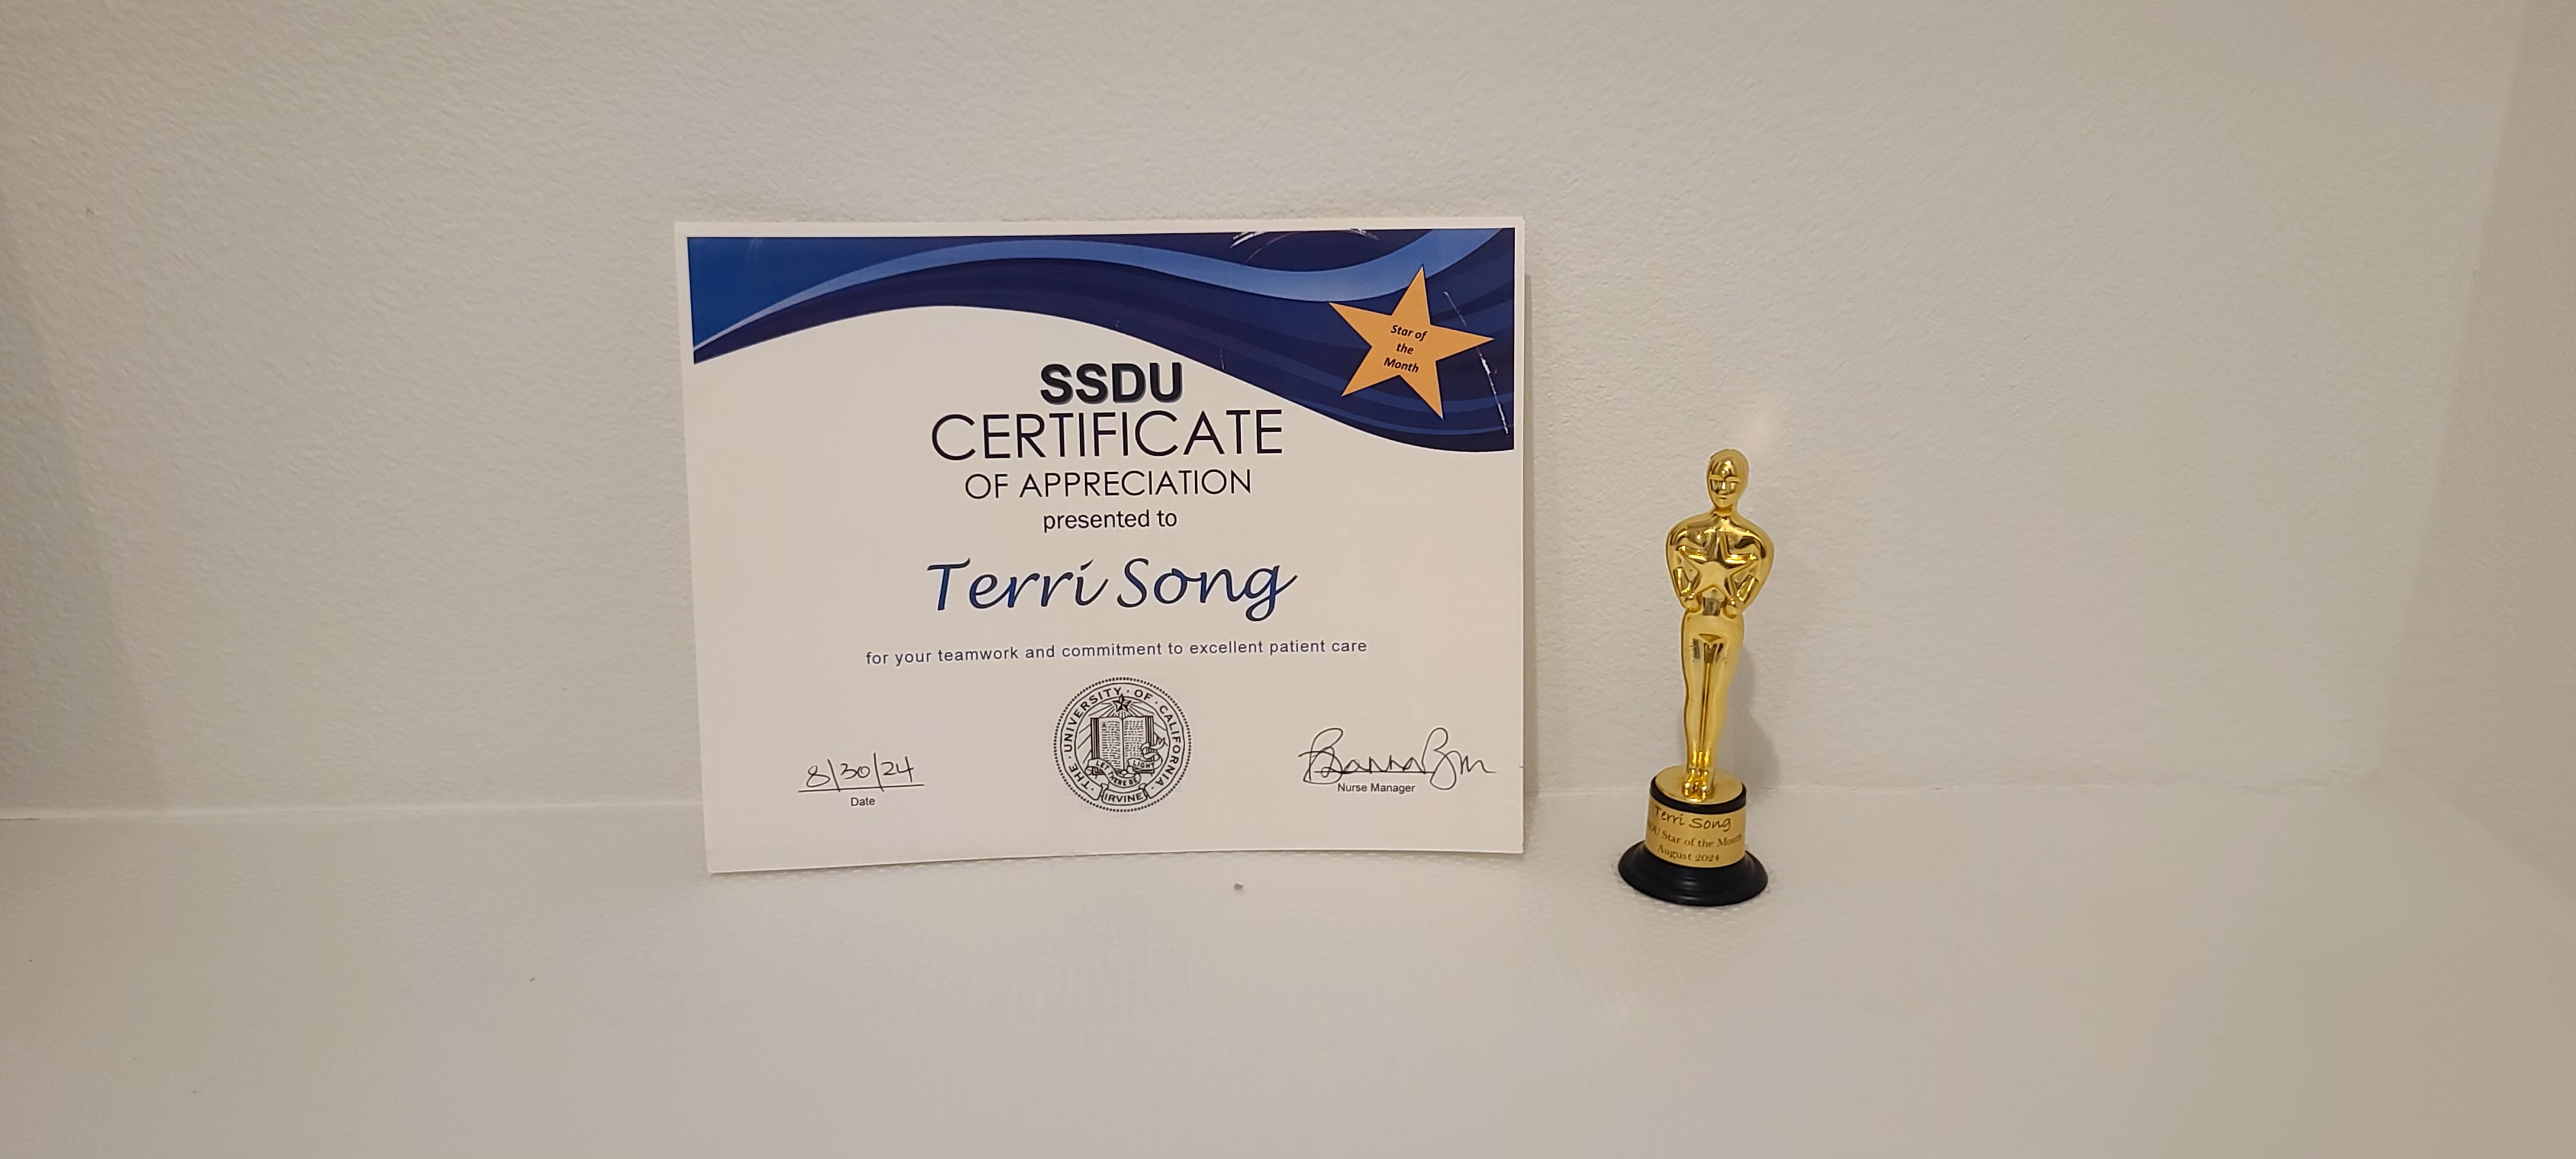 Star of
the
Month
SSDU
CERTIFICATE
OF APPRECIATION
presented to
Terri Song
for your teamwork and commitment to excellent patient care
THE · UNIVERSITY · OF · CALIFORNIA ·
LET THERE BE LIGHT
IRVINE
8/30/24
Date
Nurse Manager
Terri Song
DU Star of the Month
August 2024